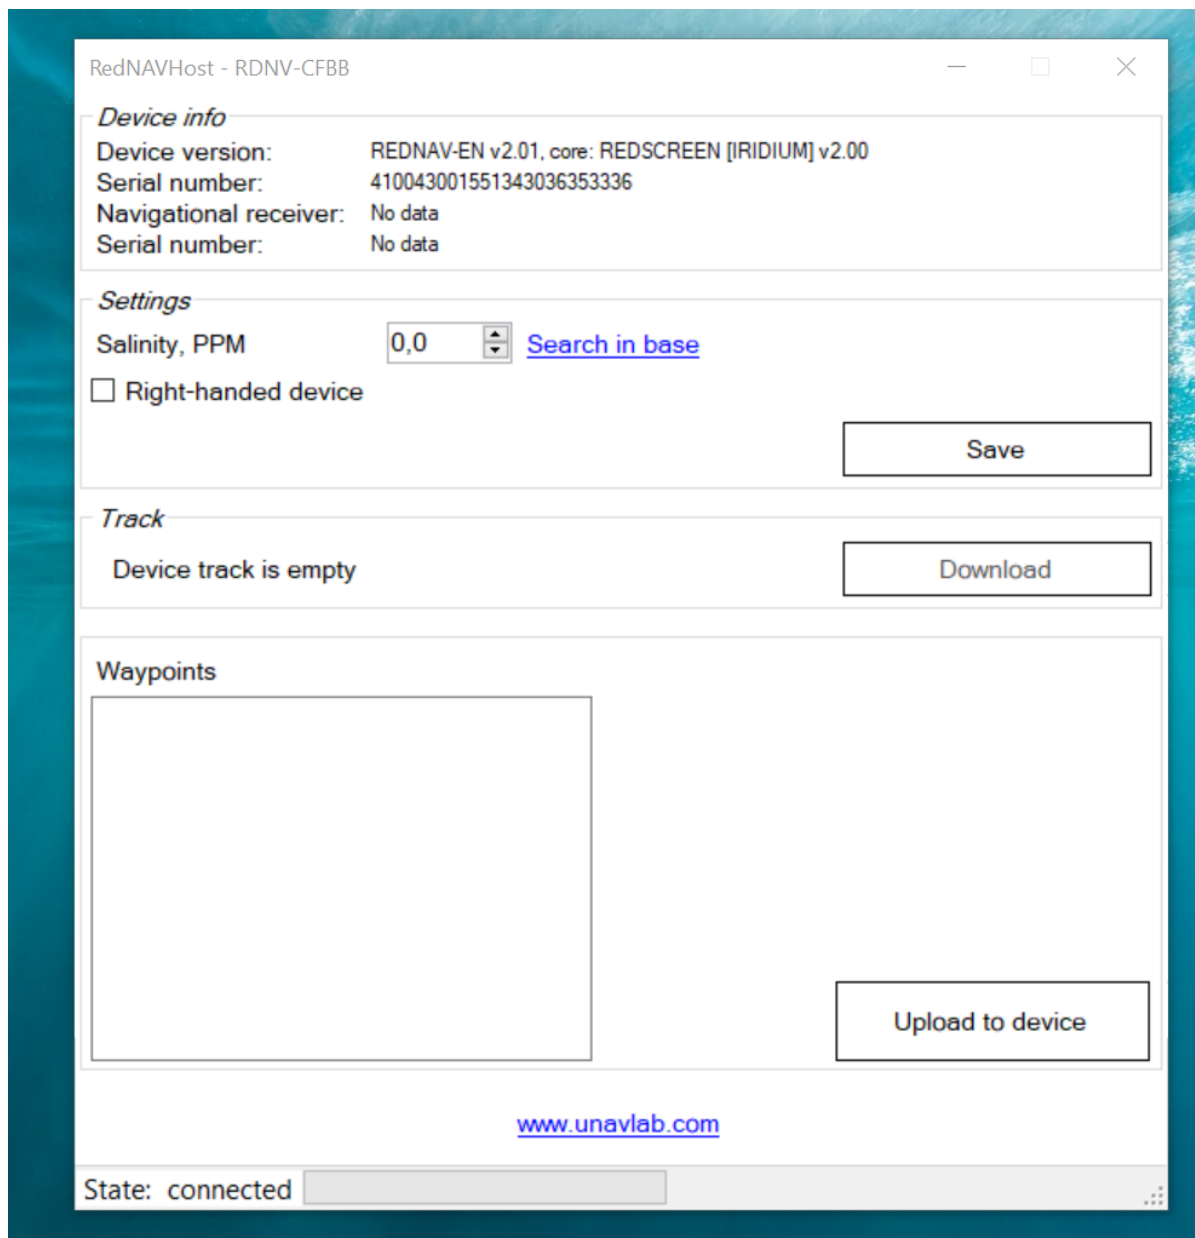 RedNAVHost - RDNV-CFBB
Device info
Device version: REDNAV-EN v2.01, core: REDSCREEN [IRIDIUM] v2.00
Serial number: 410043001551343036353336
Navigational receiver: No data
Serial number: No data
Settings
Salinity, PPM 0,0 Search in base
Right-handed device
Save
Track
Device track is empty Download
Waypoints
Upload to device
www.unavlab.com
State: connected